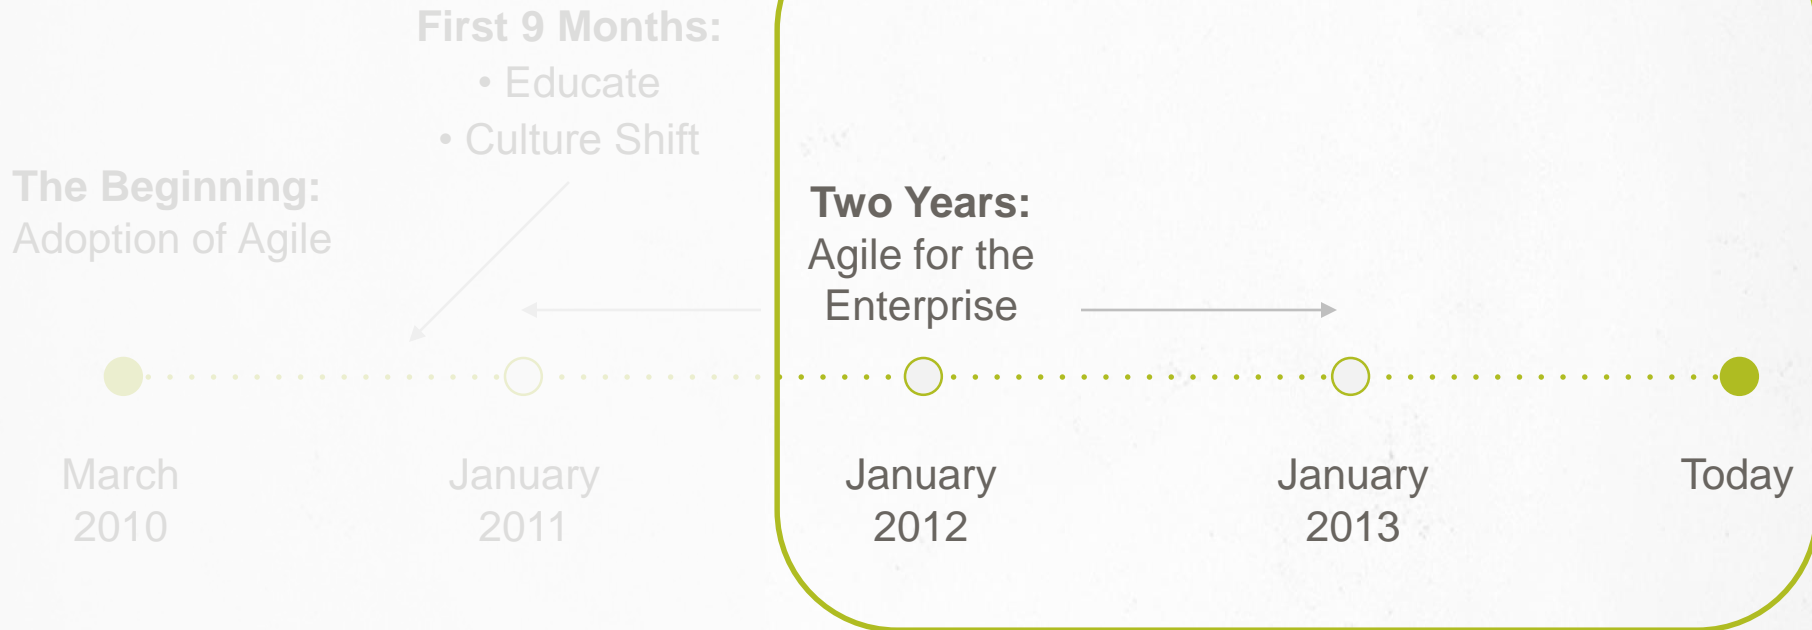 First 9 Months:
• Educate
• Culture Shift
The Beginning:
Adoption of Agile
Two Years:
Agile for the
Enterprise
March
2010
January
2011
January
2012
January
2013
Today